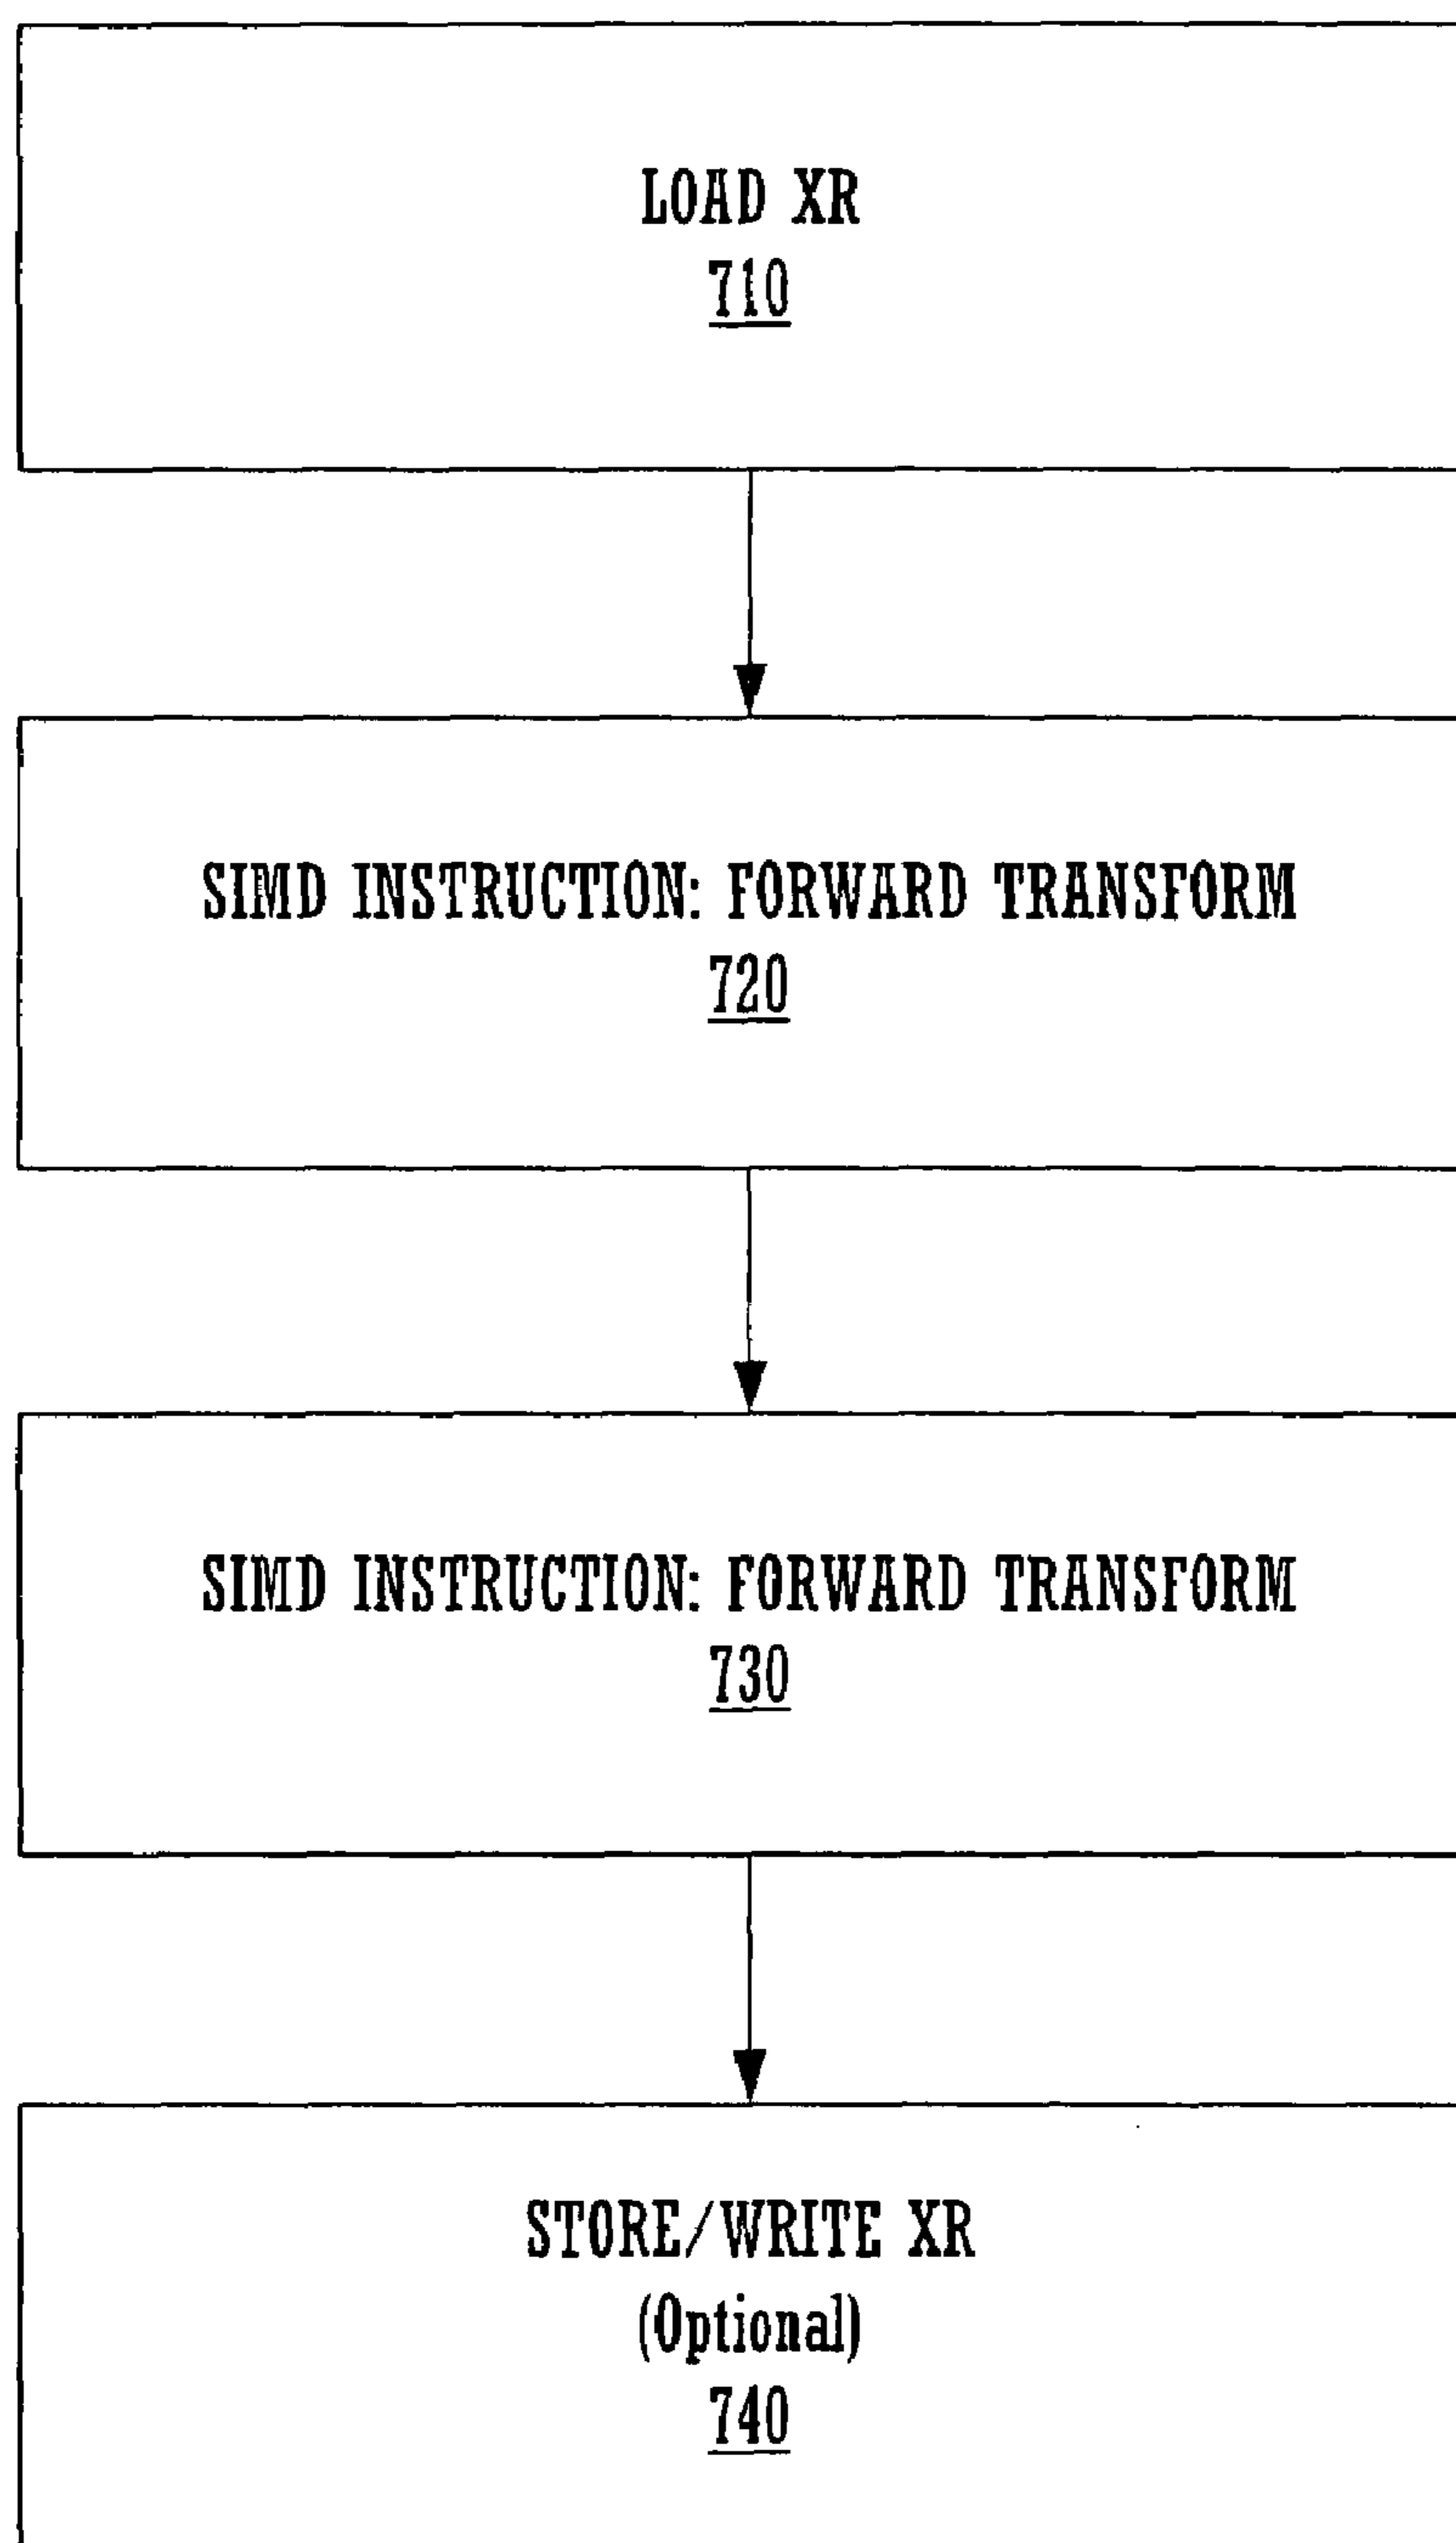 LOAD XR
710
SIMD INSTRUCTION: FORWARD TRANSFORM
720
SIMD INSTRUCTION: FORWARD TRANSFORM
730
STORE/WRITE XR
(Optional)
740